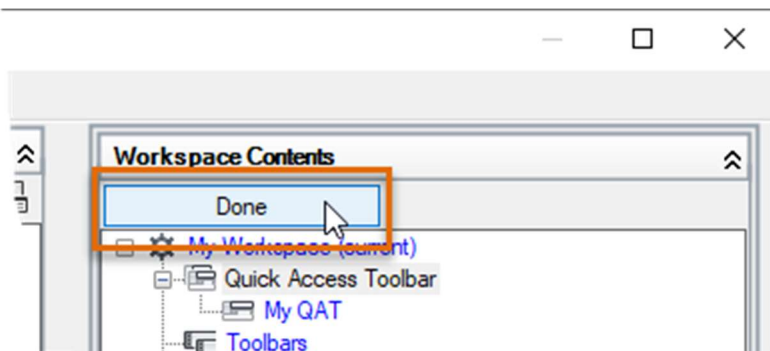 Workspace Contents
Done
My Workspace (current)
Quick Access Toolbar
My QAT
Toolbars